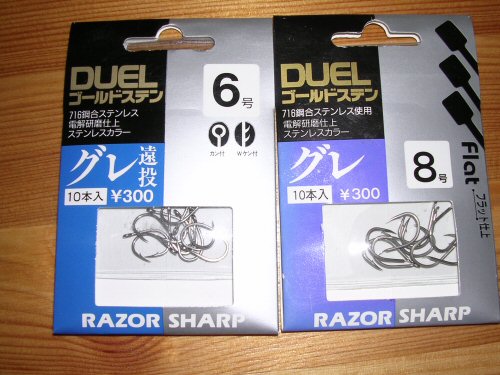 DUEL
ゴールドステン
716鋼合ステンレス
電解研磨仕上
ステンレスカラー
6号
カン付
Wケン付
グレ
遠投
10本入 ¥300
RAZOR SHARP
DUEL
ゴールドステン
716鋼合ステンレス使用
電解研磨仕上
ステンレスカラー
グレ
8号
10本入 ¥300
Flat
フラット仕上
RAZOR SHARP